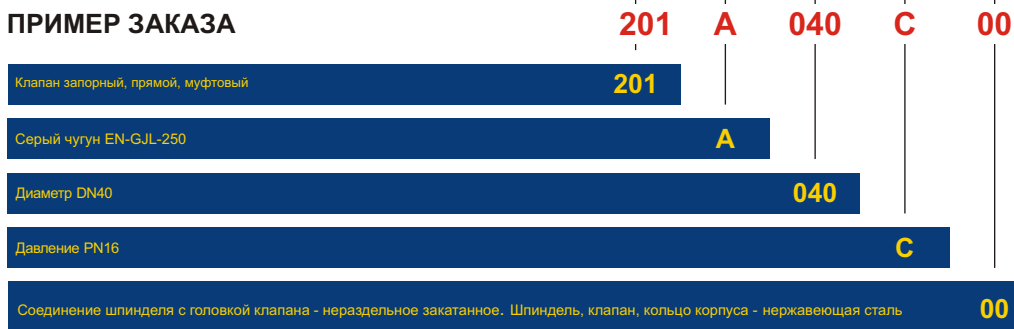 ПРИМЕР ЗАКАЗА 201 A 040 C 00
Клапан запорный, прямой, муфтовый 201
Серый чугун EN-GJL-250 A
Диаметр DN40 040
Давление PN16 C
Соединение шпинделя с головкой клапана - нераздельное закатанное. Шпиндель, клапан, кольцо корпуса - нержавеющая сталь 00